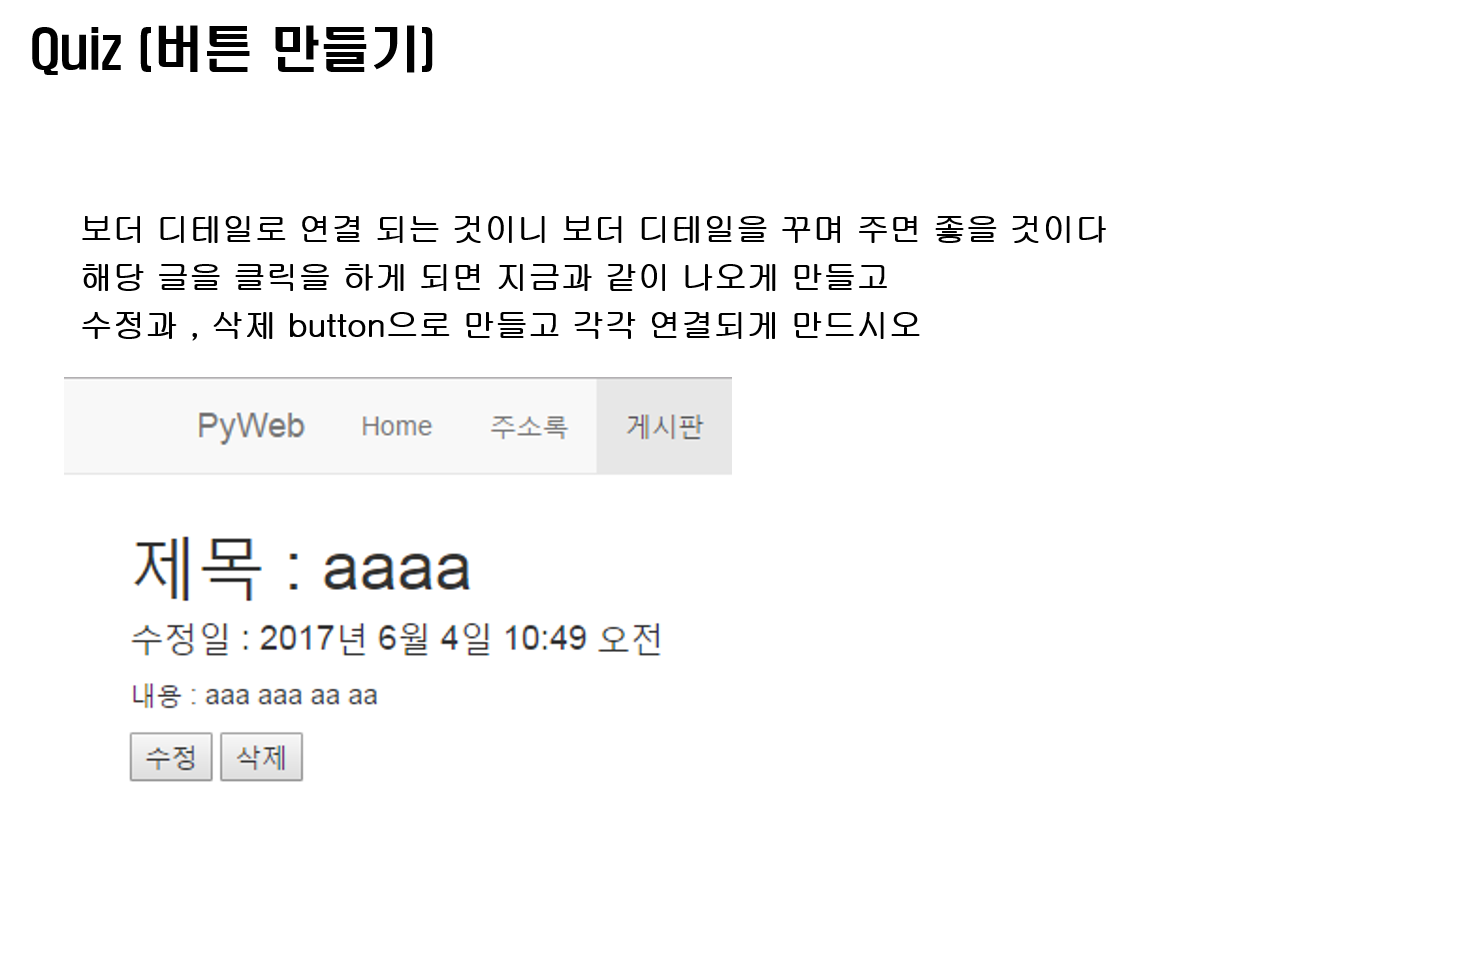 Quiz (버튼 만들기)
보더 디테일로 연결 되는 것이니 보더 디테일을 꾸며 주면 좋을 것이다
해당 글을 클릭을 하게 되면 지금과 같이 나오게 만들고
수정과 , 삭제 button으로 만들고 각각 연결되게 만드시오
PyWeb Home 주소록 게시판
제목 : aaaa
수정일 : 2017년 6월 4일 10:49 오전
내용 : aaa aaa aa aa
수정 삭제